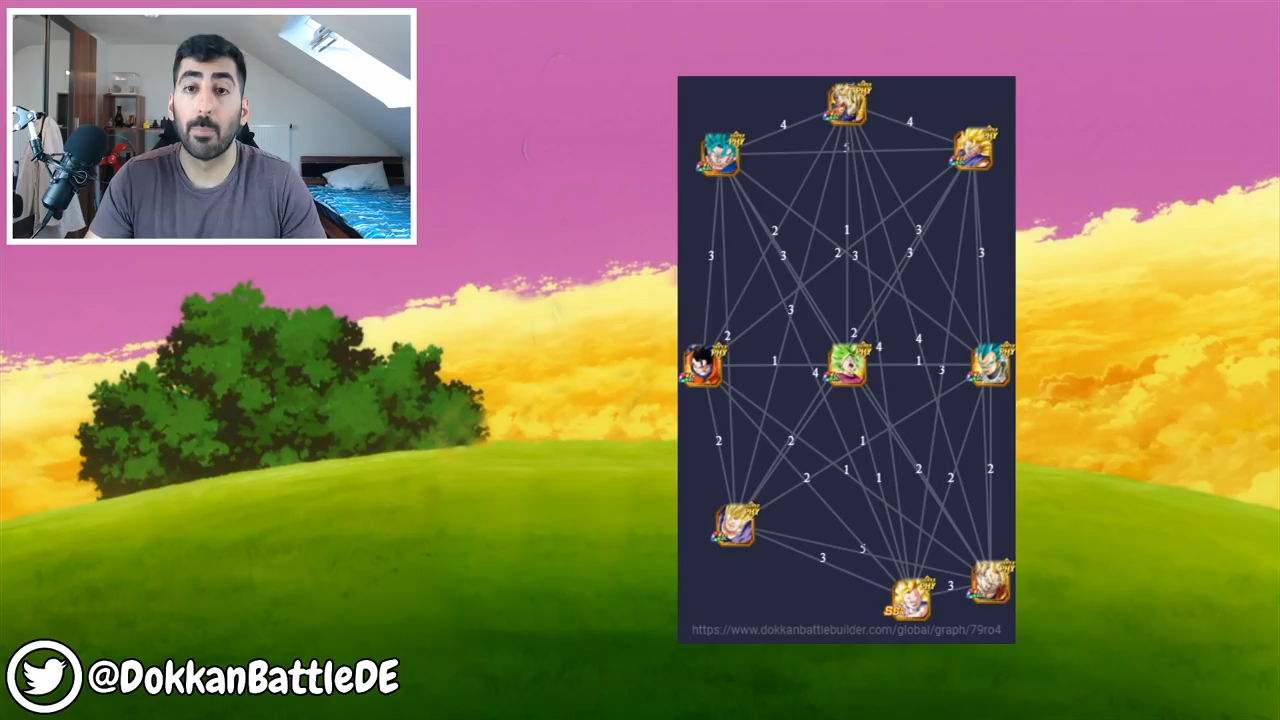 4 4
5
2 1 3
3 3 2 3 3 3
3
2 2 4 4
1 4 1 3
2 2 1
2 1 1 2 2 2
3 5
3
https://www.dokkanbattlebuilder.com/global/graph/79ro4
@DokkanBattleDE